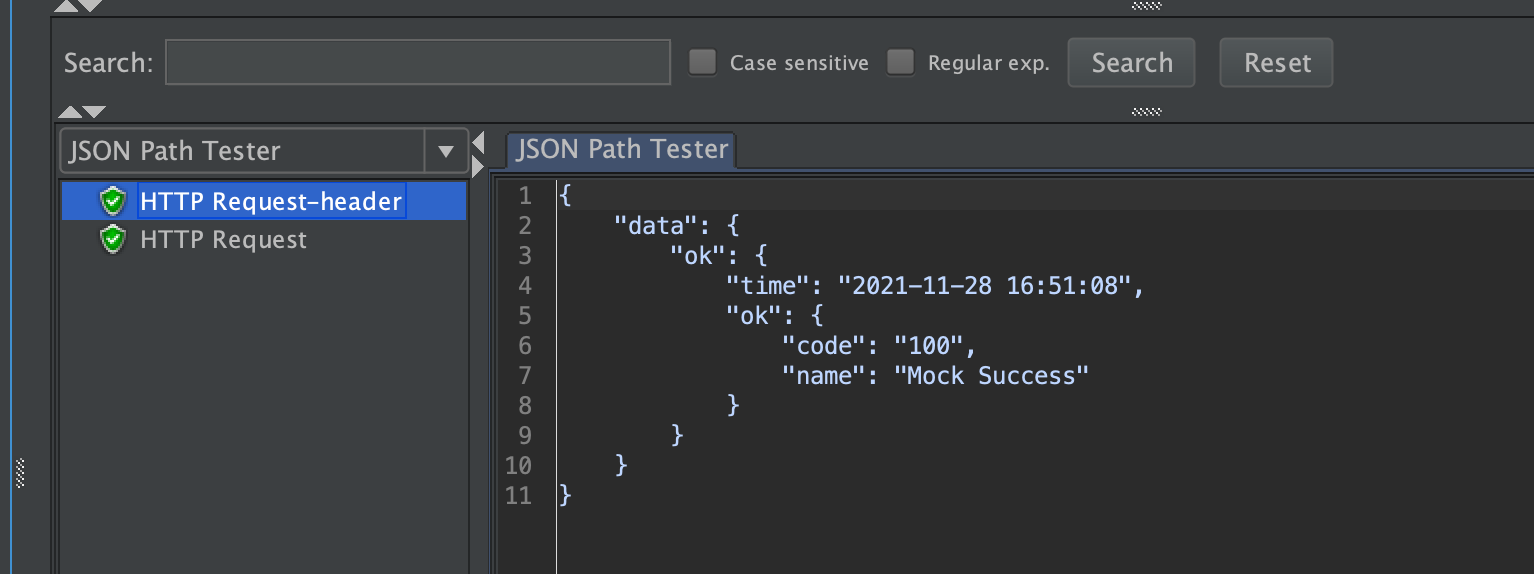 Search:
Case sensitive
Regular exp.
Search
Reset
JSON Path Tester
HTTP Request-header
HTTP Request
JSON Path Tester
1 {
2     "data": {
3         "ok": {
4             "time": "2021-11-28 16:51:08",
5             "ok": {
6                 "code": "100",
7                 "name": "Mock Success"
8             }
9         }
10     }
11 }